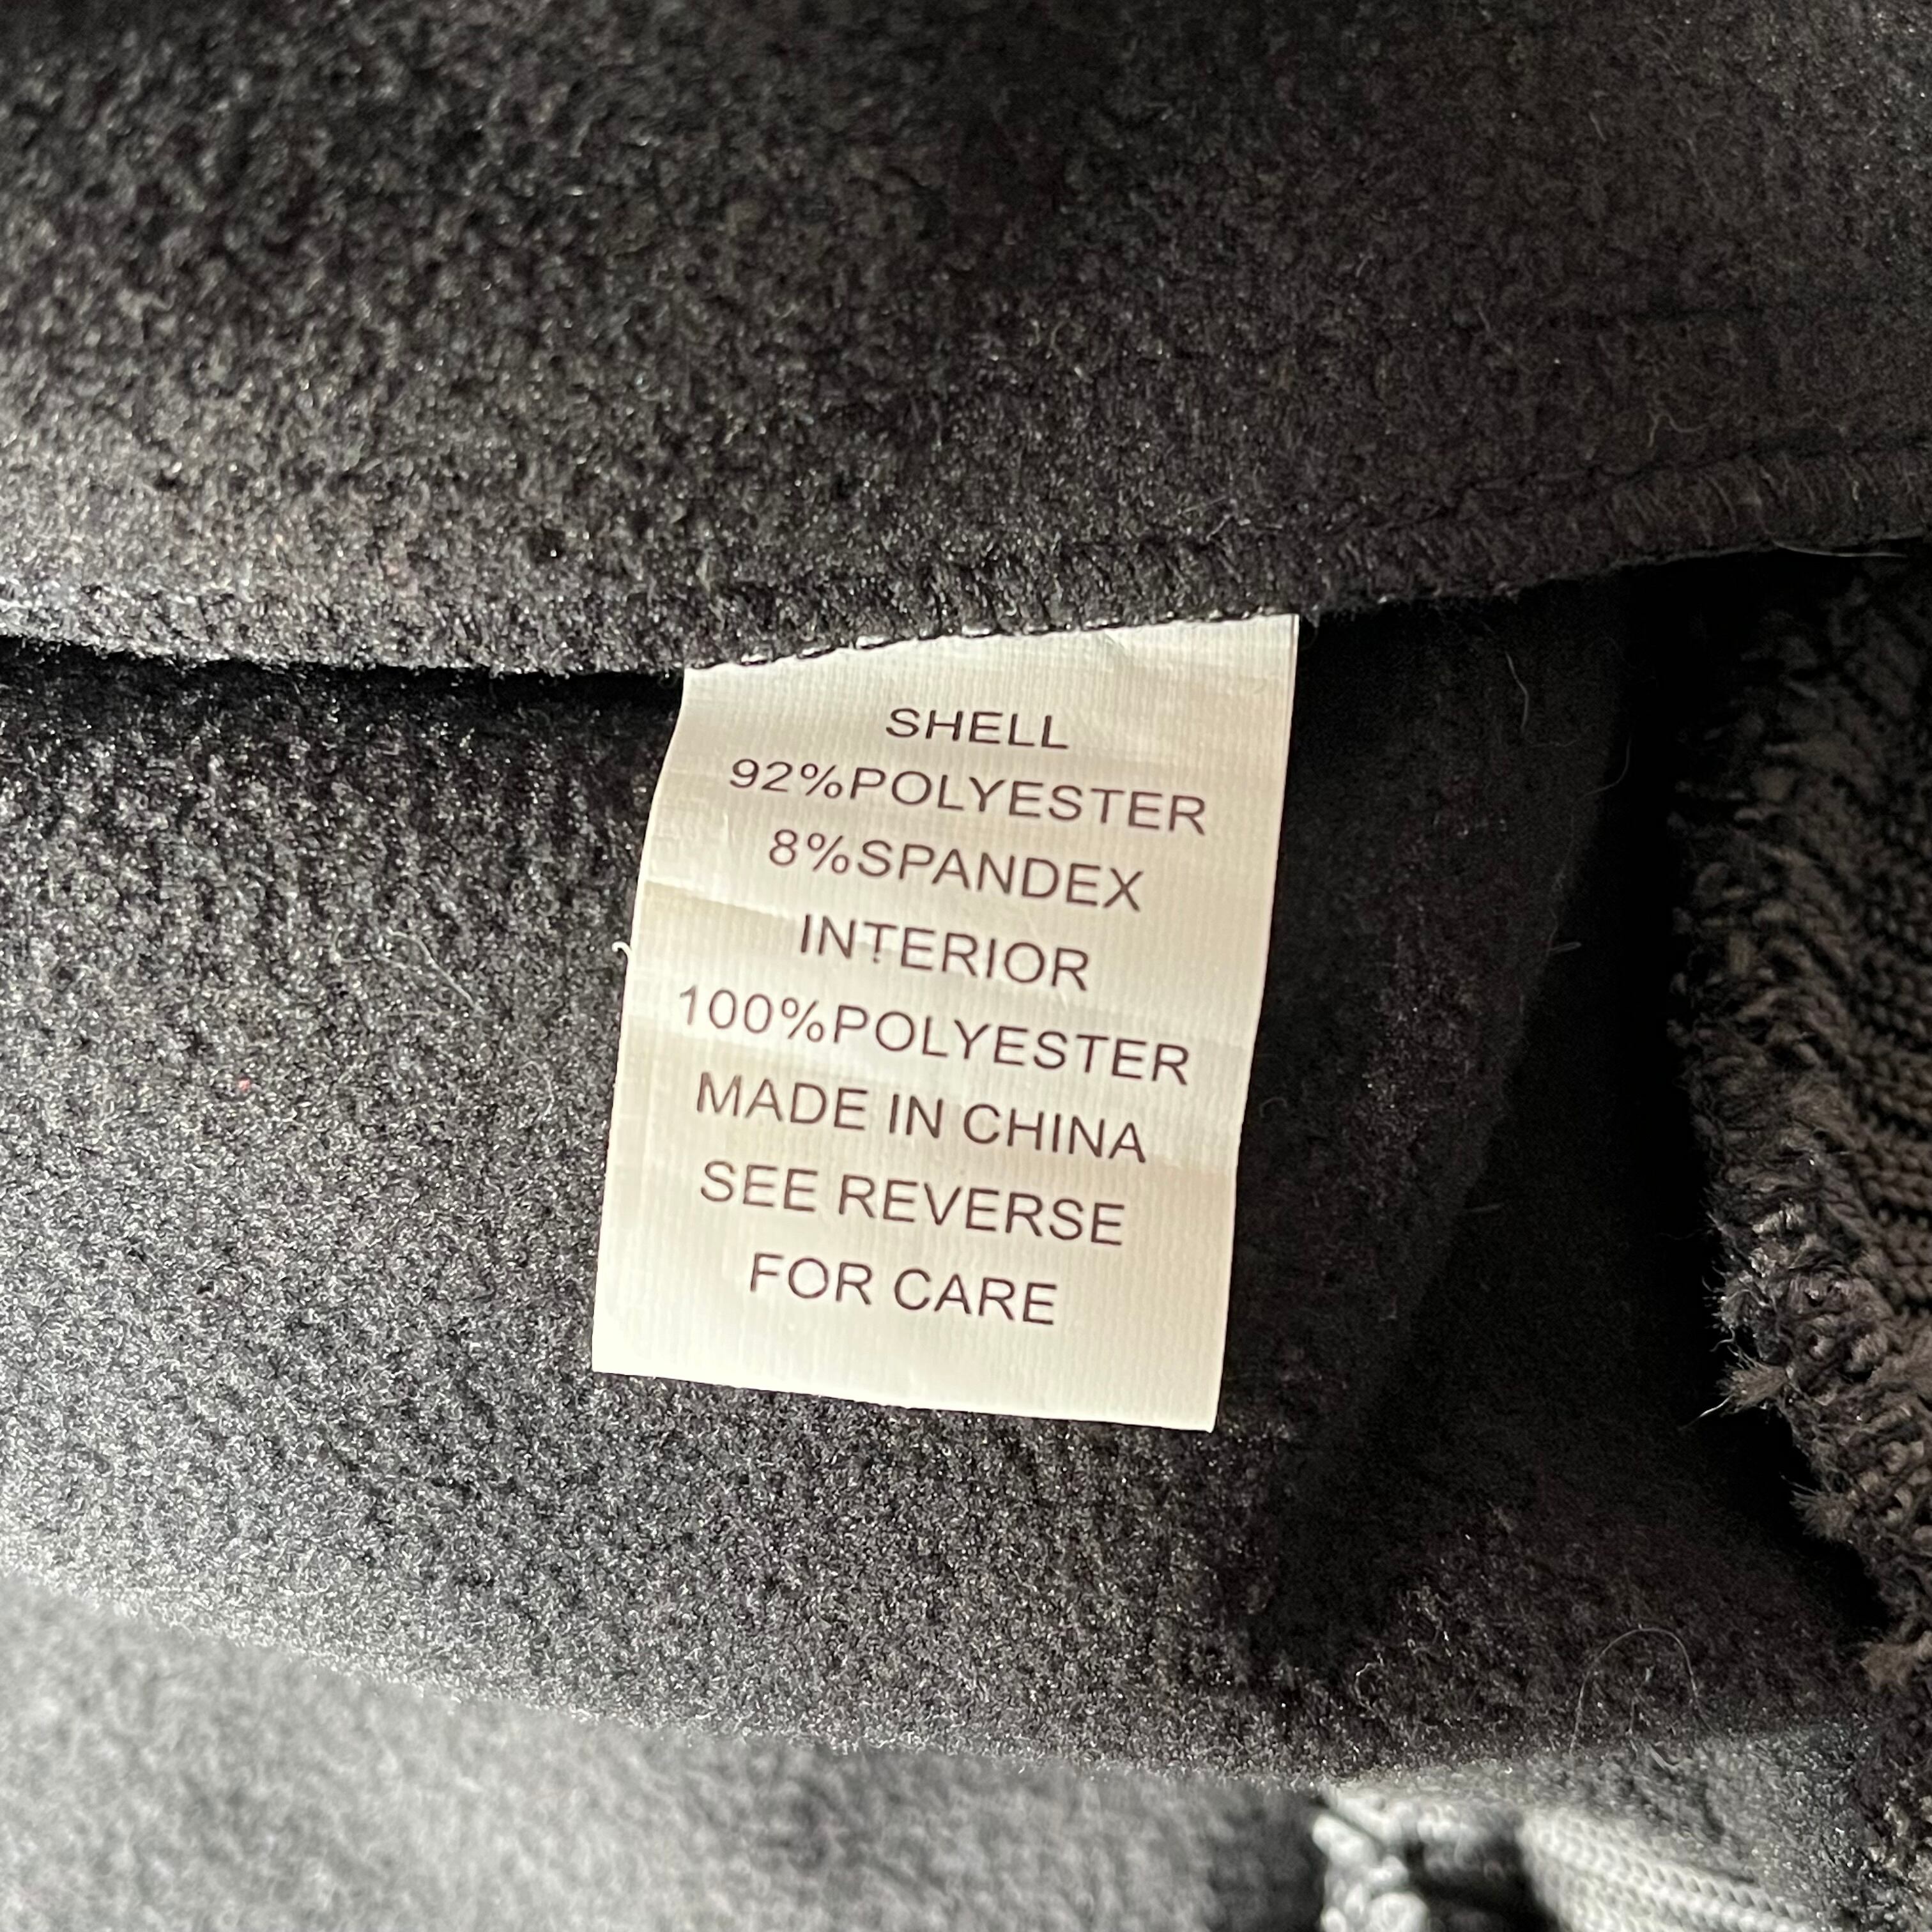 SHELL
92%POLYESTER
8%SPANDEX
INTERIOR
100%POLYESTER
MADE IN CHINA
SEE REVERSE
FOR CARE